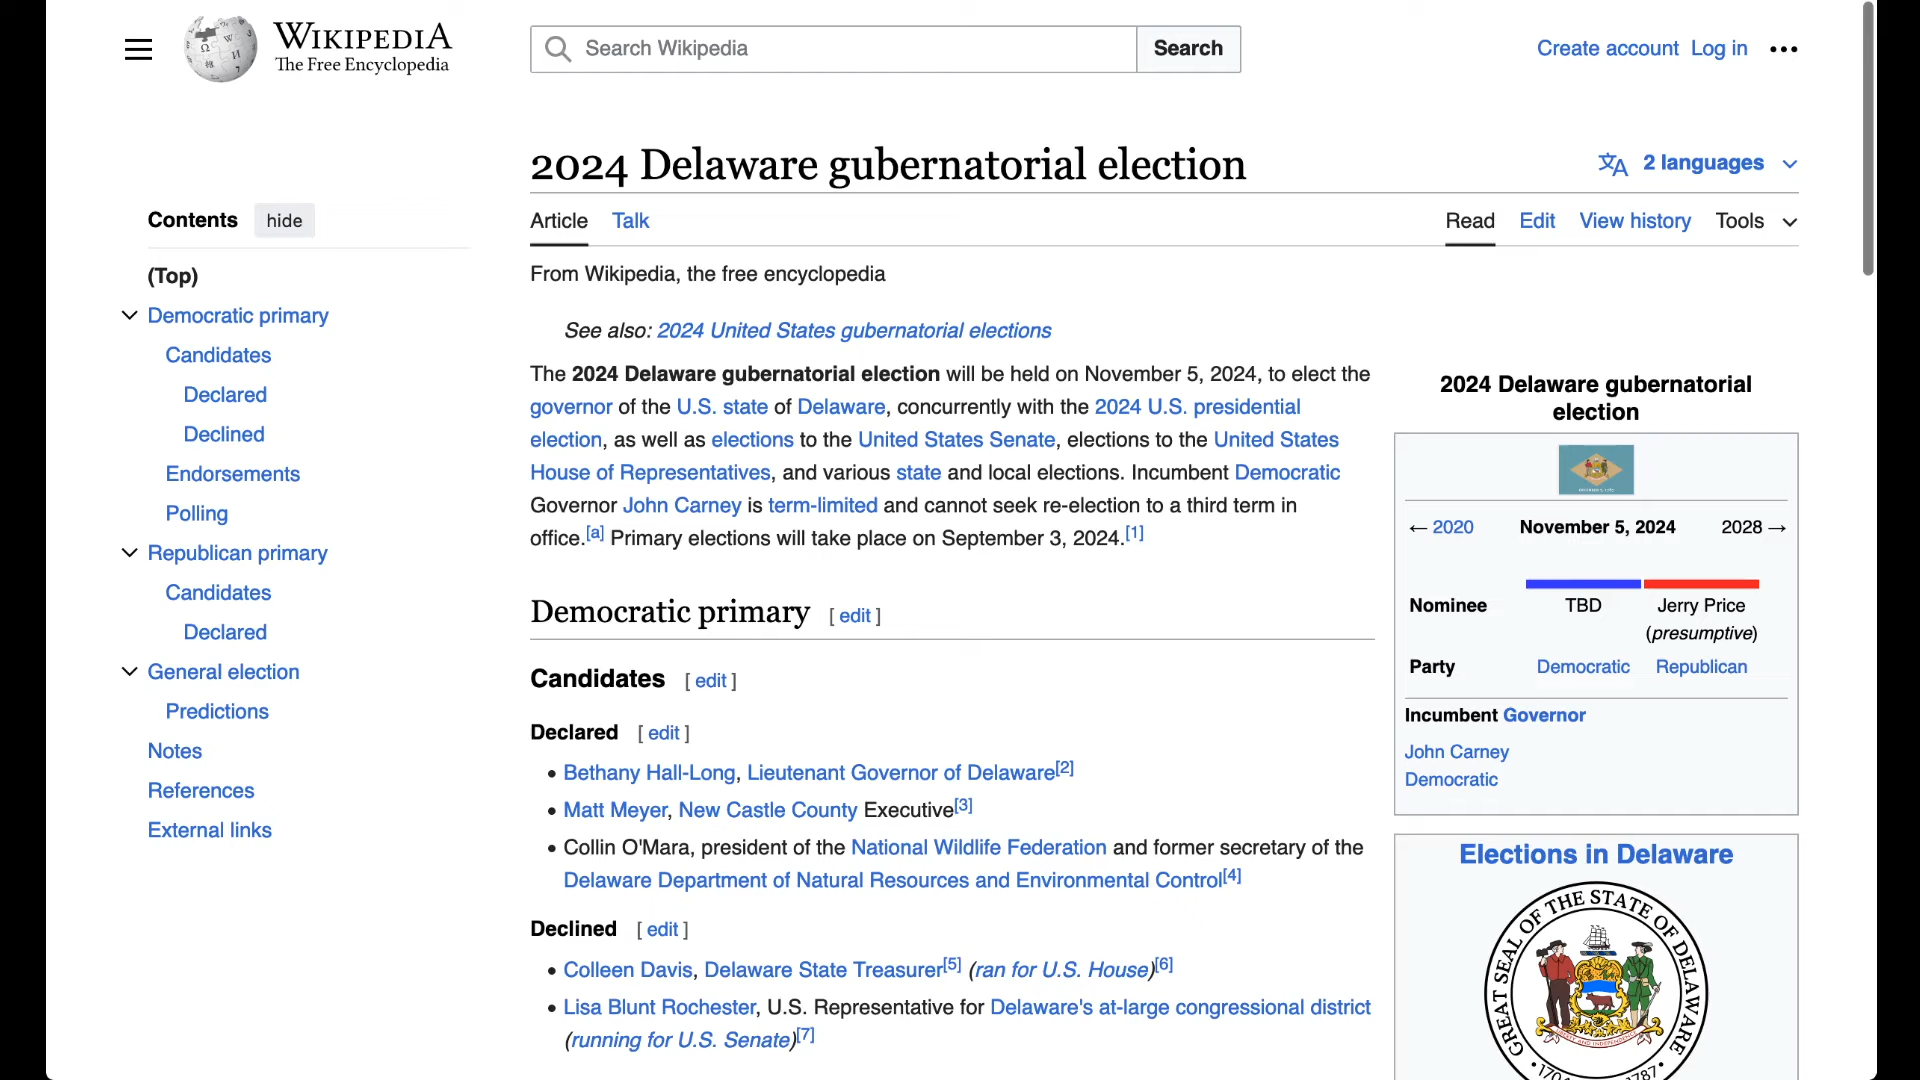 WIKIPEDIA
The Free Encyclopedia
Search Wikipedia
Search
Create account Log in
2024 Delaware gubernatorial election
2 languages
Article Talk
Read Edit View history Tools
From Wikipedia, the free encyclopedia
Contents hide
(Top)
Democratic primary
Candidates
Declared
Declined
Endorsements
Polling
Republican primary
Candidates
Declared
General election
Predictions
Notes
References
External links
See also: 2024 United States gubernatorial elections
The 2024 Delaware gubernatorial election will be held on November 5, 2024, to elect the
governor of the U.S. state of Delaware, concurrently with the 2024 U.S. presidential
election, as well as elections to the United States Senate, elections to the United States
House of Representatives, and various state and local elections. Incumbent Democratic
Governor John Carney is term-limited and cannot seek re-election to a third term in
office.[a] Primary elections will take place on September 3, 2024.[1]
Democratic primary [ edit ]
Candidates [ edit ]
Declared [ edit ]
• Bethany Hall-Long, Lieutenant Governor of Delaware[2]
• Matt Meyer, New Castle County Executive[3]
• Collin O'Mara, president of the National Wildlife Federation and former secretary of the
Delaware Department of Natural Resources and Environmental Control[4]
Declined [ edit ]
• Colleen Davis, Delaware State Treasurer[5] (ran for U.S. House)[6]
• Lisa Blunt Rochester, U.S. Representative for Delaware's at-large congressional district
(running for U.S. Senate)[7]
2024 Delaware gubernatorial
election
← 2020 November 5, 2024 2028 →
Nominee TBD Jerry Price
(presumptive)
Party Democratic Republican
Incumbent Governor
John Carney
Democratic
Elections in Delaware
GREAT SEAL OF THE STATE OF DELAWARE